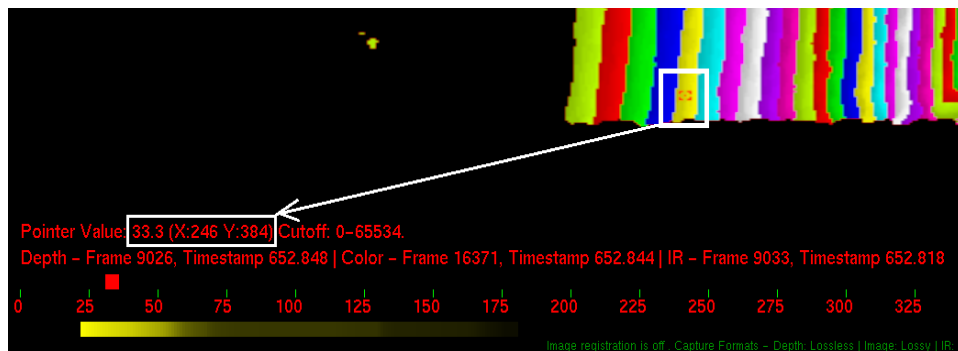 Pointer Value: 33.3 (X:246 Y:384) Cutoff: 0-65534.
Depth - Frame 9026, Timestamp 652.848 | Color - Frame 16371, Timestamp 652.844 | IR - Frame 9033, Timestamp 652.818
0 25 50 75 100 125 150 175 200 225 250 275 300 325
Image registration is off . Capture Formats - Depth: Lossless | Image: Lossy | IR: